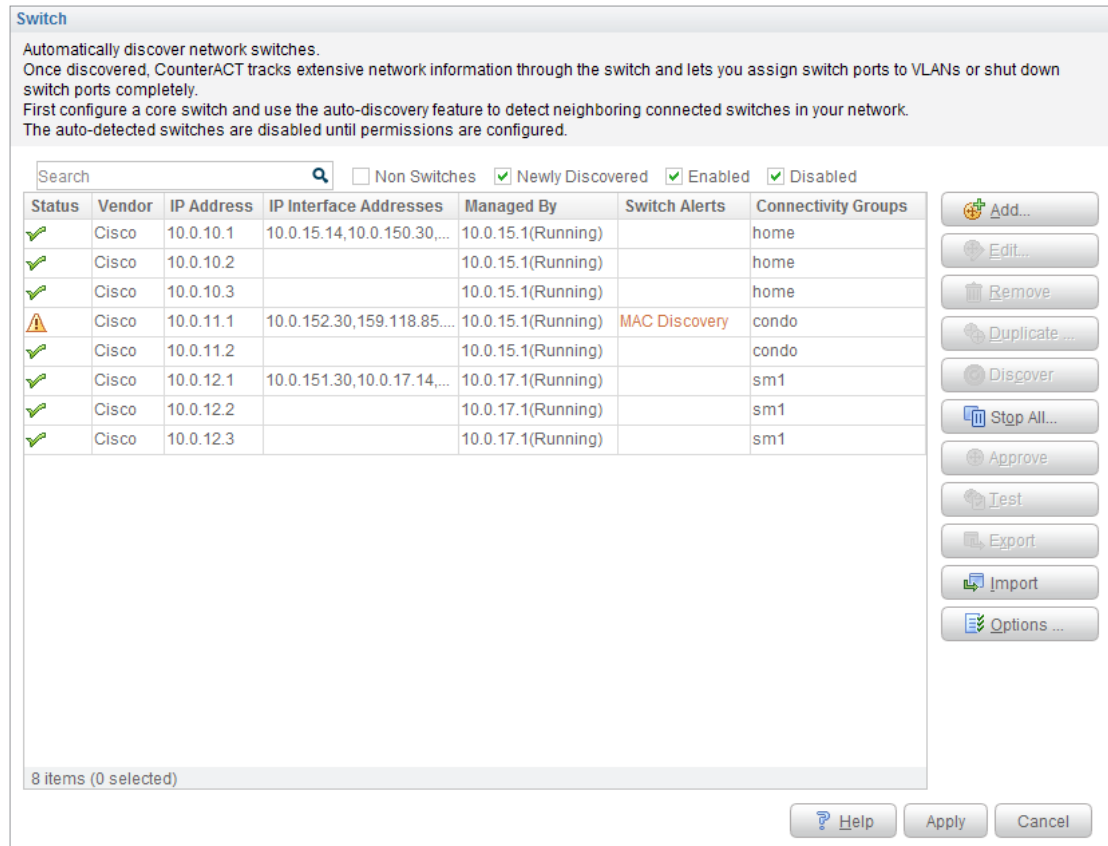 Switch
Automatically discover network switches.
Once discovered, CounterACT tracks extensive network information through the switch and lets you assign switch ports to VLANs or shut down
switch ports completely.
First configure a core switch and use the auto-discovery feature to detect neighboring connected switches in your network.
The auto-detected switches are disabled until permissions are configured.
Search Non Switches Newly Discovered Enabled Disabled
Status Vendor IP Address IP Interface Addresses Managed By Switch Alerts Connectivity Groups
Cisco 10.0.10.1 10.0.15.14,10.0.150.30,... 10.0.15.1(Running) home
Cisco 10.0.10.2 10.0.15.1(Running) home
Cisco 10.0.10.3 10.0.15.1(Running) home
Cisco 10.0.11.1 10.0.152.30,159.118.85.... 10.0.15.1(Running) MAC Discovery condo
Cisco 10.0.11.2 10.0.15.1(Running) condo
Cisco 10.0.12.1 10.0.151.30,10.0.17.14,... 10.0.17.1(Running) sm1
Cisco 10.0.12.2 10.0.17.1(Running) sm1
Cisco 10.0.12.3 10.0.17.1(Running) sm1
8 items (0 selected)
Add...
Edit...
Remove
Duplicate ...
Discover
Stop All...
Approve
Test
Export
Import
Options ...
Help Apply Cancel